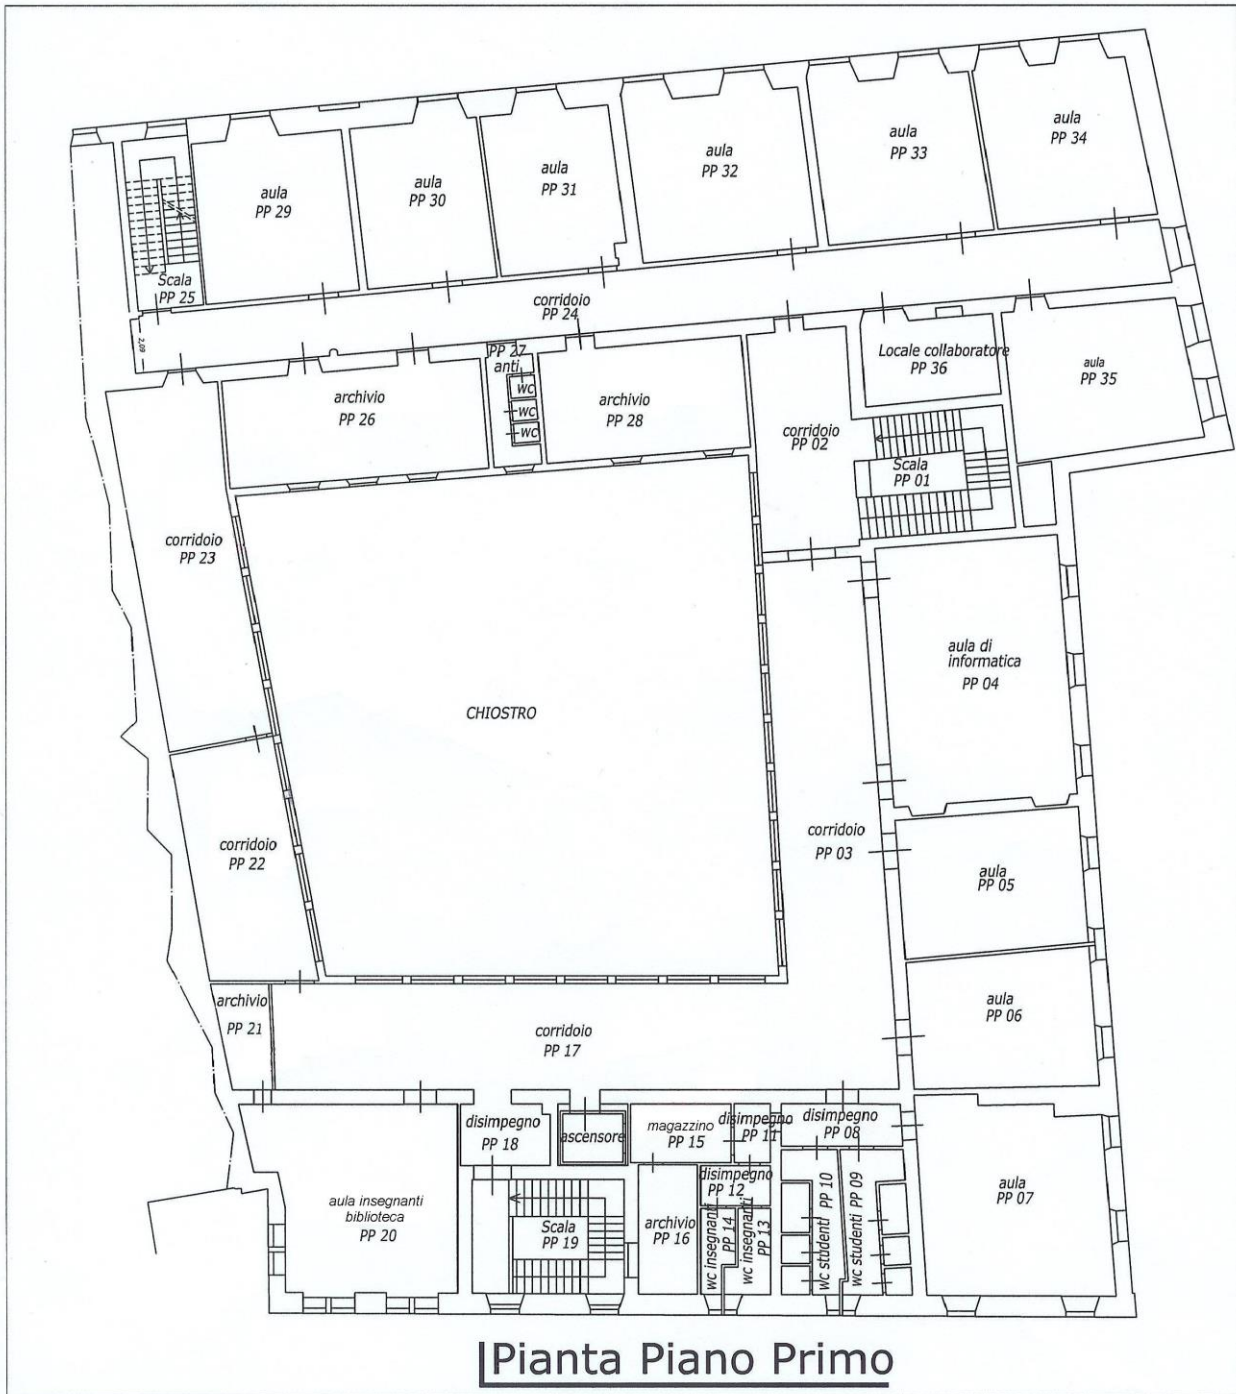 aula
PP 34
aula
PP 33
aula
PP 32
aula
PP 31
aula
PP 30
aula
PP 29
Scala
PP 25
corridoio
PP 24
2,09
PP 27
anti
wc
wc
wc
Locale collaboratore
PP 36
aula
PP 35
archivio
PP 26
archivio
PP 28
corridoio
PP 02
Scala
PP 01
corridoio
PP 23
aula di
informatica
PP 04
CHIOSTRO
corridoio
PP 22
corridoio
PP 03
aula
PP 05
archivio
PP 21
aula
PP 06
corridoio
PP 17
disimpegno
PP 18
ascensore
magazzino
PP 15
disimpegno
PP 11
disimpegno
PP 08
disimpegno
PP 12
aula
PP 07
aula insegnanti
biblioteca
PP 20
Scala
PP 19
archivio
PP 16
wc insegnanti
PP 14
wc insegnanti
PP 13
wc studenti PP 10
wc studenti PP 09
Pianta Piano Primo